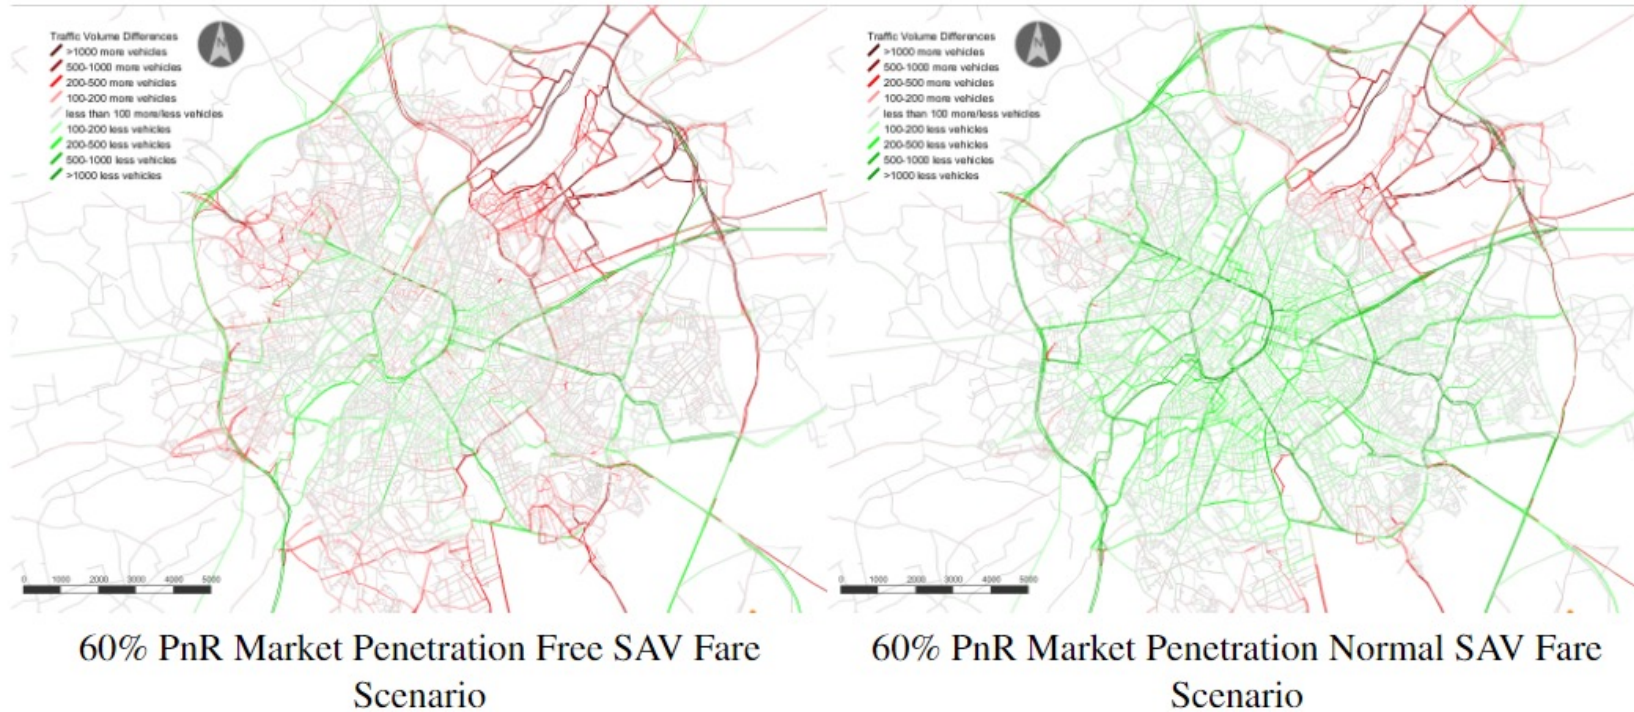 Traffic Volume Differences
>1000 more vehicles
500-1000 more vehicles
200-500 more vehicles
100-200 more vehicles
less than 100 more/less vehicles
100-200 less vehicles
200-500 less vehicles
500-1000 less vehicles
>1000 less vehicles
N
0 1000 2000 3000 4000 5000
60% PnR Market Penetration Free SAV Fare
Scenario
Traffic Volume Differences
>1000 more vehicles
500-1000 more vehicles
200-500 more vehicles
100-200 more vehicles
less than 100 more/less vehicles
100-200 less vehicles
200-500 less vehicles
500-1000 less vehicles
>1000 less vehicles
N
0 1000 2000 3000 4000 5000
60% PnR Market Penetration Normal SAV Fare
Scenario